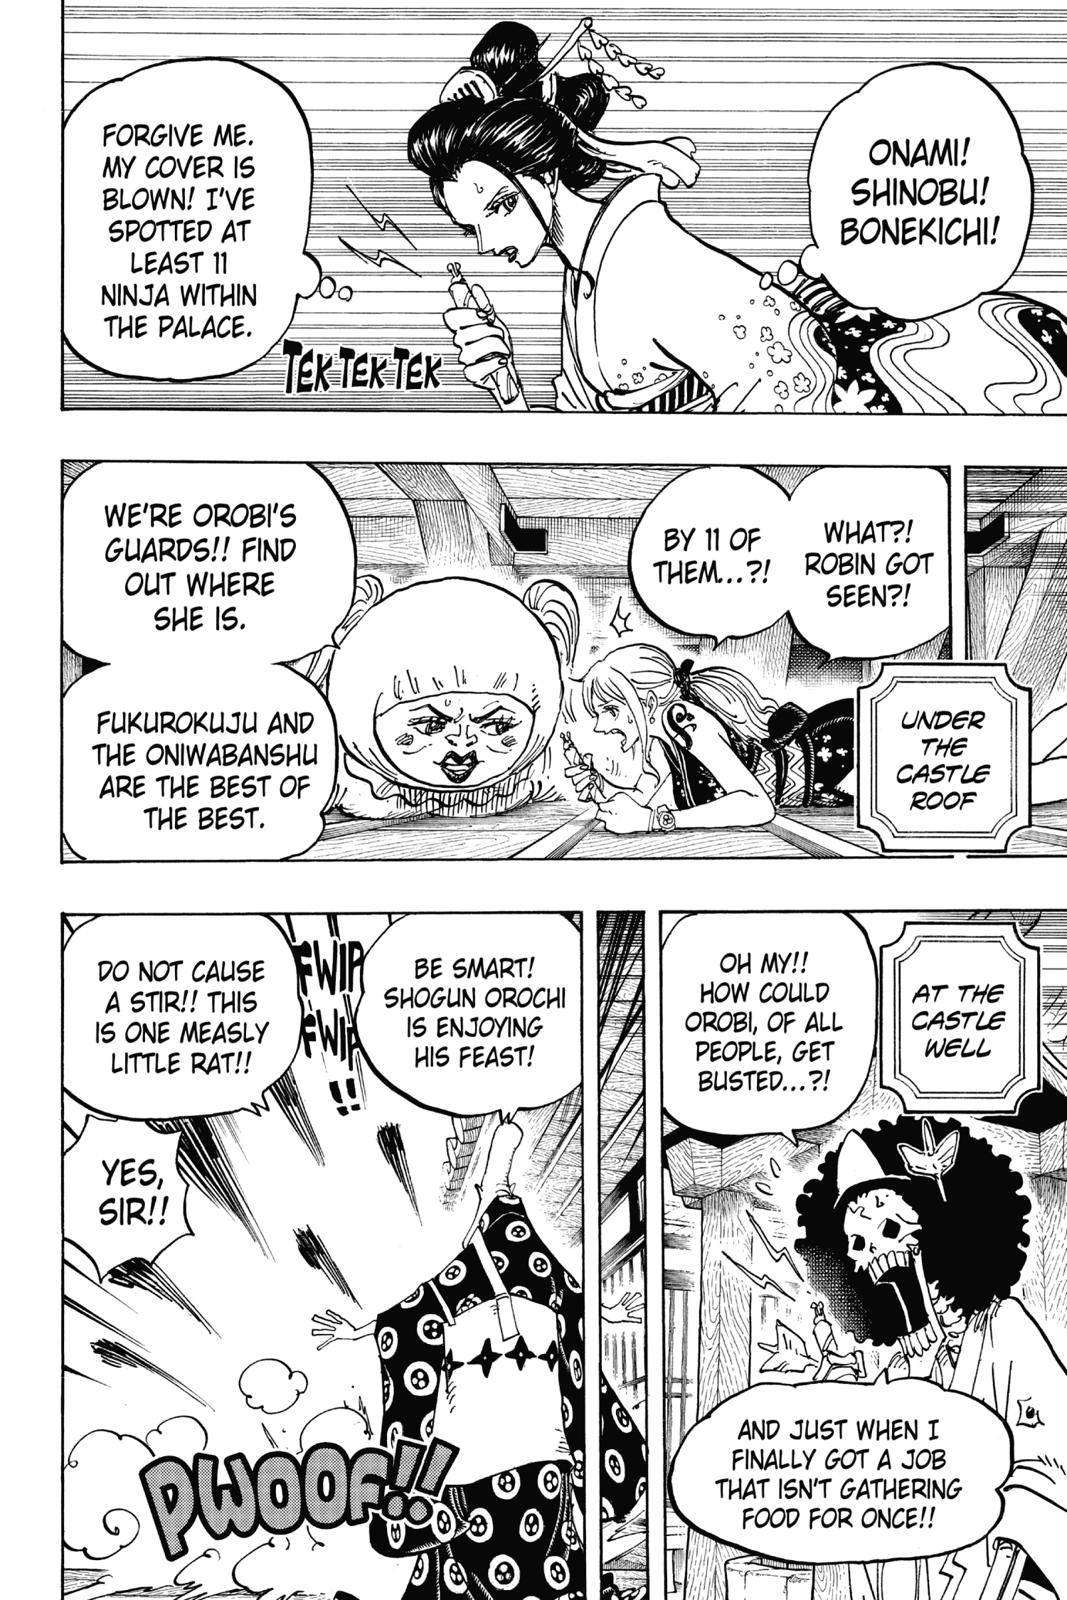 ONAMI!
SHINOBU!
BONEKICHI!
FORGIVE ME.
MY COVER IS
BLOWN! I'VE
SPOTTED AT
LEAST 11
NINJA WITHIN
THE PALACE.
TEK TEK TEK
WHAT?!
ROBIN GOT
SEEN?!
BY 11 OF
THEM...?!
UNDER
THE
CASTLE
ROOF
WE'RE OROBI'S
GUARDS!! FIND
OUT WHERE
SHE IS.
FUKUROKUJU AND
THE ONIWABANSHU
ARE THE BEST OF
THE BEST.
AT THE
CASTLE
WELL
OH MY!!
HOW COULD
OROBI, OF ALL
PEOPLE, GET
BUSTED...?!
AND JUST WHEN I
FINALLY GOT A JOB
THAT ISN'T GATHERING
FOOD FOR ONCE!!
BE SMART!
SHOGUN OROCHI
IS ENJOYING
HIS FEAST!
FWIP
FWIP
!!
DO NOT CAUSE
A STIR!! THIS
IS ONE MEASLY
LITTLE RAT!!
YES,
SIR!!
PWOOF!!